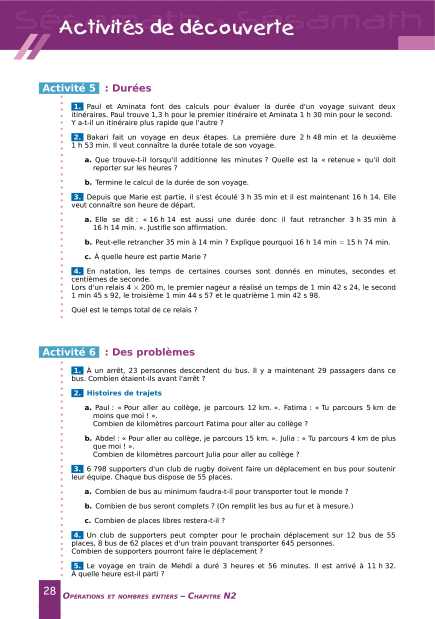 Sésamath Sésamath
Activités de découverte
Activité 5 : Durées
1. Paul et Aminata font des calculs pour évaluer la durée d'un voyage suivant deux
itinéraires. Paul trouve 1,3 h pour le premier itinéraire et Aminata 1 h 30 min pour le second.
Y a-t-il un itinéraire plus rapide que l'autre ?
2. Bakari fait un voyage en deux étapes. La première dure 2 h 48 min et la deuxième
1 h 53 min. Il veut connaître la durée totale de son voyage.
a. Que trouve-t-il lorsqu'il additionne les minutes ? Quelle est la « retenue » qu'il doit
reporter sur les heures ?
b. Termine le calcul de la durée de son voyage.
3. Depuis que Marie est partie, il s'est écoulé 3 h 35 min et il est maintenant 16 h 14. Elle
veut connaître son heure de départ.
a. Elle se dit : « 16 h 14 est aussi une durée donc il faut retrancher 3 h 35 min à
16 h 14 min. ». Justifie son affirmation.
b. Peut-elle retrancher 35 min à 14 min ? Explique pourquoi 16 h 14 min = 15 h 74 min.
c. À quelle heure est partie Marie ?
4. En natation, les temps de certaines courses sont donnés en minutes, secondes et
centièmes de seconde.
Lors d'un relais 4 × 200 m, le premier nageur a réalisé un temps de 1 min 42 s 24, le second
1 min 45 s 92, le troisième 1 min 44 s 57 et le quatrième 1 min 42 s 98.
Quel est le temps total de ce relais ?
Activité 6 : Des problèmes
1. À un arrêt, 23 personnes descendent du bus. Il y a maintenant 29 passagers dans ce
bus. Combien étaient-ils avant l'arrêt ?
2. Histoires de trajets
a. Paul : « Pour aller au collège, je parcours 12 km. ». Fatima : « Tu parcours 5 km de
moins que moi ! ».
Combien de kilomètres parcourt Fatima pour aller au collège ?
b. Abdel : « Pour aller au collège, je parcours 15 km. ». Julia : « Tu parcours 4 km de plus
que moi ! ».
Combien de kilomètres parcourt Julia pour aller au collège ?
3. 6 798 supporters d'un club de rugby doivent faire un déplacement en bus pour soutenir
leur équipe. Chaque bus dispose de 55 places.
a. Combien de bus au minimum faudra-t-il pour transporter tout le monde ?
b. Combien de bus seront complets ? (On remplit les bus au fur et à mesure.)
c. Combien de places libres restera-t-il ?
4. Un club de supporters peut compter pour le prochain déplacement sur 12 bus de 55
places, 8 bus de 62 places et d'un train pouvant transporter 645 personnes.
Combien de supporters pourront faire le déplacement ?
5. Le voyage en train de Mehdi a duré 3 heures et 56 minutes. Il est arrivé à 11 h 32.
À quelle heure est-il parti ?
28 OPÉRATIONS ET NOMBRES ENTIERS – CHAPITRE N2